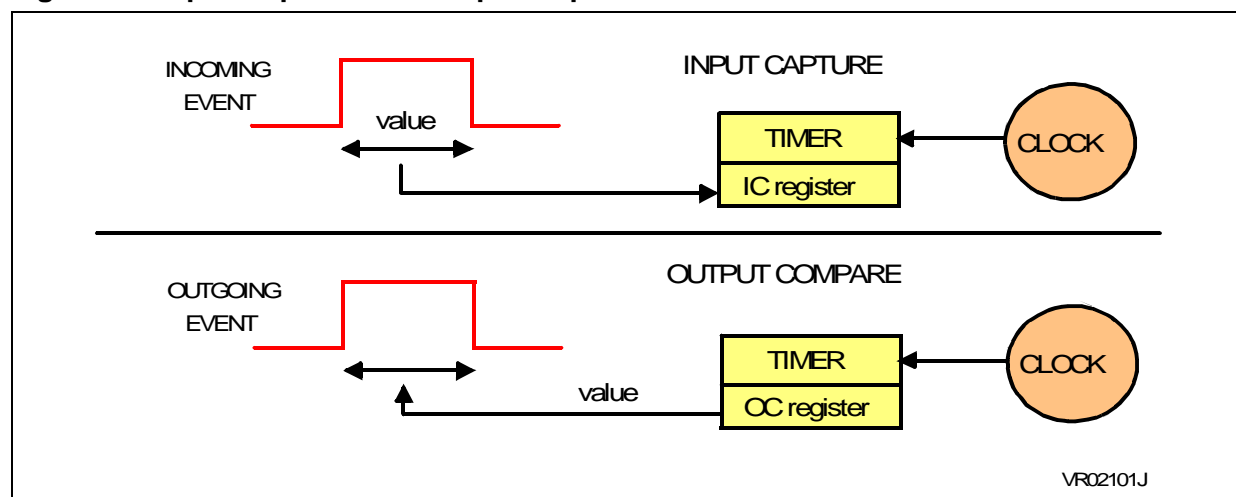 INCOMING
EVENT
value
INPUT CAPTURE
TIMER
IC register
CLOCK
OUTGOING
EVENT
OUTPUT COMPARE
value
TIMER
OC register
CLOCK
VR02101J